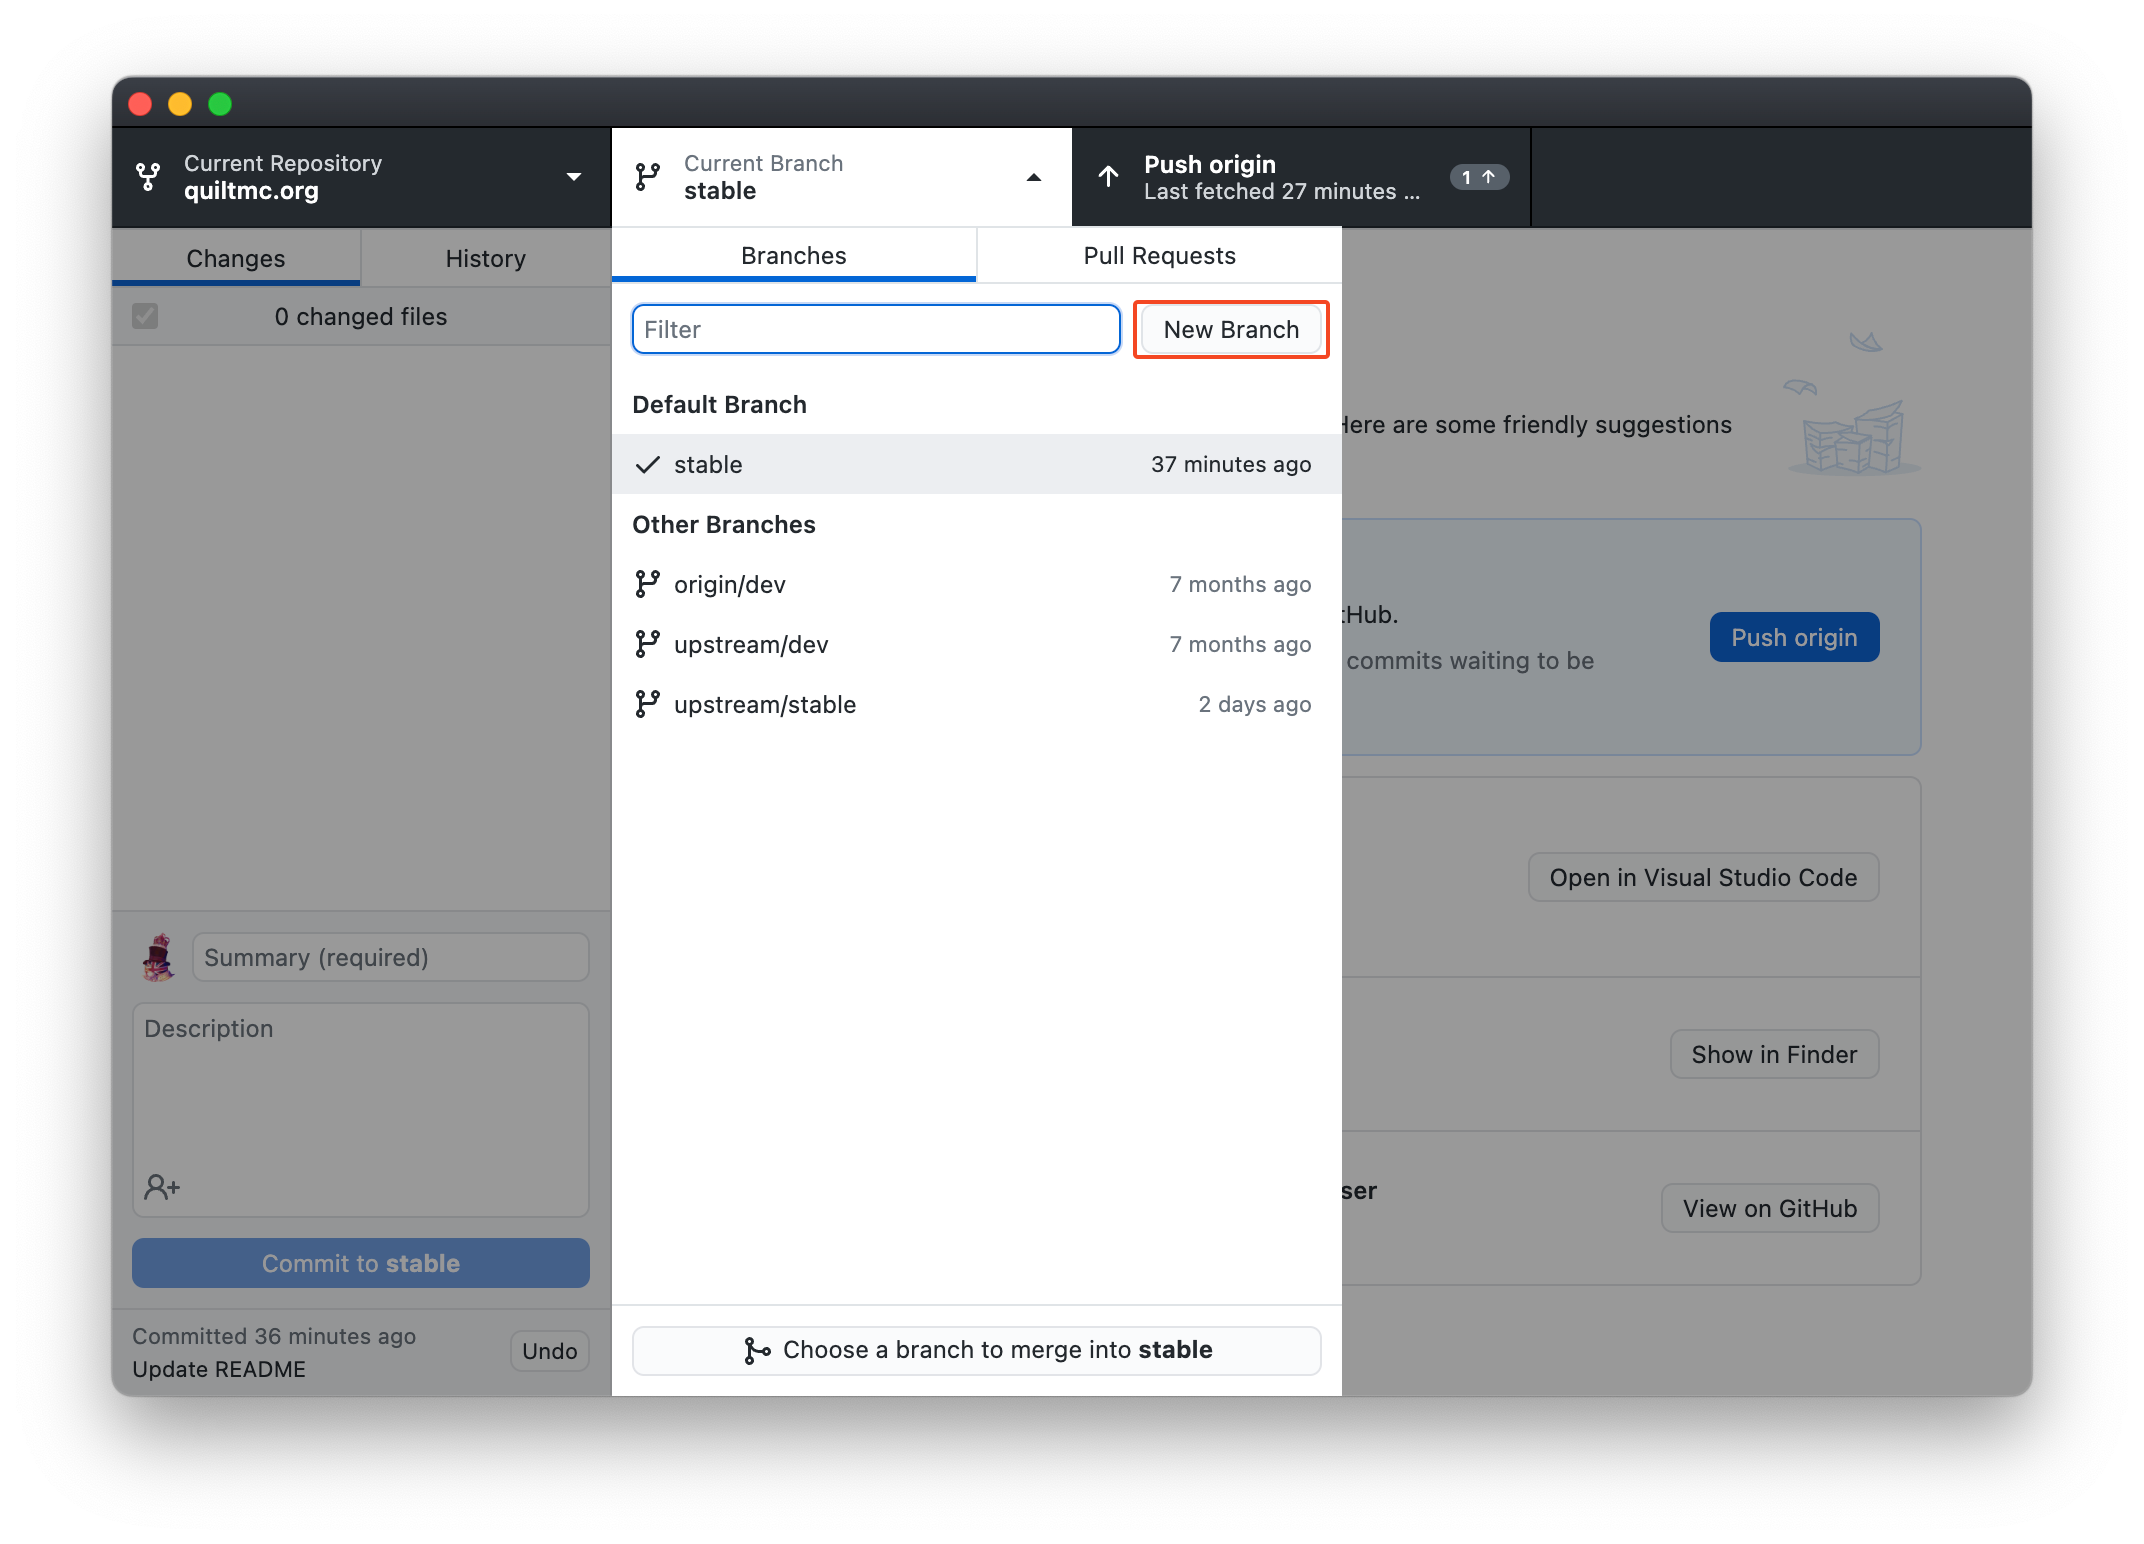 Current Repository
quiltmc.org
Current Branch
stable
Push origin
Last fetched 27 minutes ...
1
Changes
History
0 changed files
Branches
Pull Requests
Filter
New Branch
Default Branch
stable
37 minutes ago
Other Branches
origin/dev
7 months ago
upstream/dev
7 months ago
upstream/stable
2 days ago
Choose a branch to merge into stable
Here are some friendly suggestions
tHub.
commits waiting to be
Push origin
Open in Visual Studio Code
Show in Finder
ser
View on GitHub
Summary (required)
Description
Commit to stable
Committed 36 minutes ago
Update README
Undo